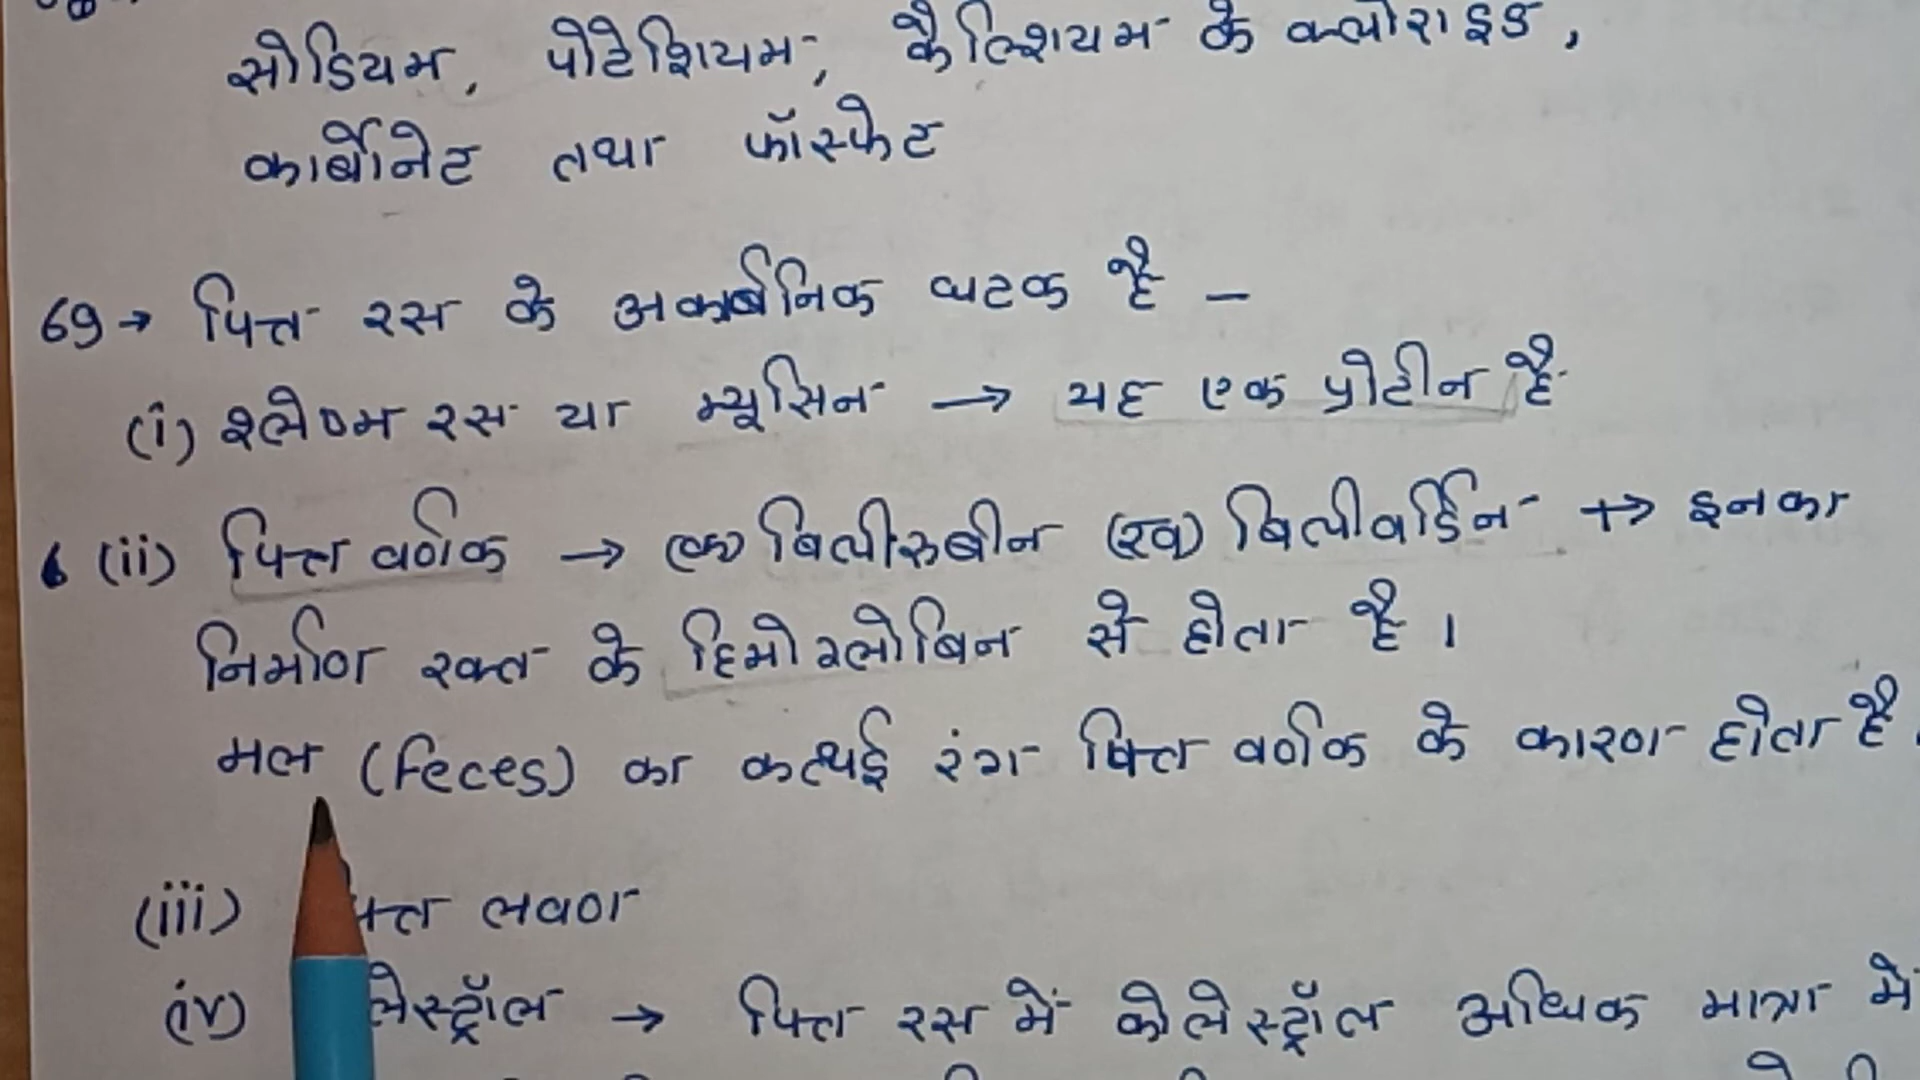 सोडियम, पोटेशियम, कैल्शियम के क्लोराइड,
कार्बोनेट तथा फॉस्फेट
69→ पित्त रस के अकार्बनिक घटक है –
(i) श्लेष्म रस या म्यूसिन → यह एक प्रोटीन है
(ii) पित्त वर्णक → (क) बिलीरुबीन (ख) बिलीवर्डिन → इनका
निर्माण रक्त के हिमोग्लोबिन से होता है ।
मल (feces) का कत्थई रंग पित्त वर्णक के कारण होता है
(iii) त्त लवण
(iv) लेस्ट्रॉल → पित्त रस में कोलेस्ट्रॉल अधिक मात्रा में